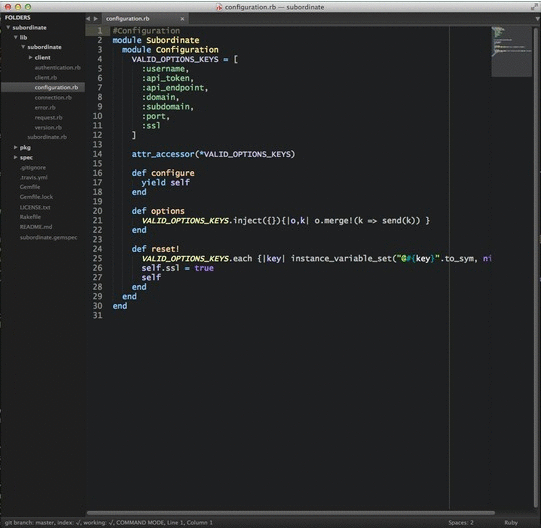 configuration.rb — subordinate
FOLDERS
subordinate
lib
subordinate
client
authentication.rb
client.rb
configuration.rb
connection.rb
error.rb
request.rb
version.rb
subordinate.rb
pkg
spec
.gitignore
.travis.yml
Gemfile
Gemfile.lock
LICENSE.txt
Rakefile
README.md
subordinate.gemspec
configuration.rb
1 #Configuration
2 module Subordinate
3 module Configuration
4 VALID_OPTIONS_KEYS = [
5 :username,
6 :api_token,
7 :api_endpoint,
8 :domain,
9 :subdomain,
10 :port,
11 :ssl
12 ]
13
14 attr_accessor(*VALID_OPTIONS_KEYS)
15
16 def configure
17 yield self
18 end
19
20 def options
21 VALID_OPTIONS_KEYS.inject({}){|o,k| o.merge!(k => send(k)) }
22 end
23
24 def reset!
25 VALID_OPTIONS_KEYS.each {|key| instance_variable_set("@#{key}".to_sym, ni
26 self.ssl = true
27 self
28 end
29 end
30 end
31
git branch: master, index: √, working: √, COMMAND MODE, Line 1, Column 1
Spaces: 2
Ruby